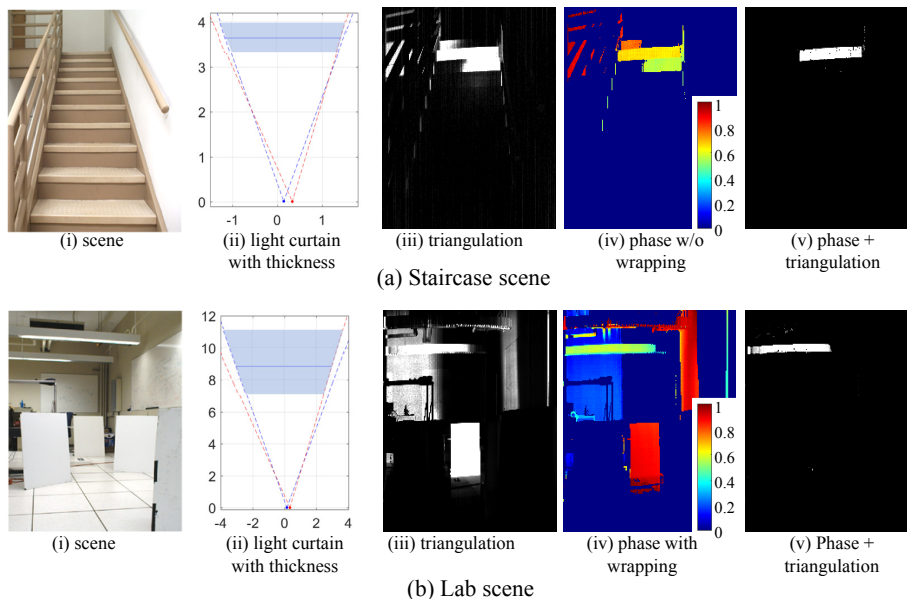 4
3
2
1
0
-1
0
1
1
0.8
0.6
0.4
0.2
0
(i) scene
(ii) light curtain
with thickness
(iii) triangulation
(iv) phase w/o
wrapping
(v) phase +
triangulation
(a) Staircase scene
12
10
8
6
4
2
0
-4
-2
0
2
4
1
0.8
0.6
0.4
0.2
0
(i) scene
(ii) light curtain
with thickness
(iii) triangulation
(iv) phase with
wrapping
(v) Phase +
triangulation
(b) Lab scene